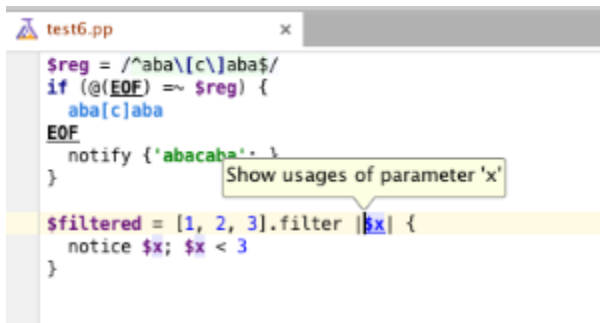 test6.pp ×
$reg = /^aba\[c\]aba$/
if (@(EOF) =~ $reg) {
  aba[c]aba
EOF
  notify {'abacaba': }
}
Show usages of parameter 'x'
$filtered = [1, 2, 3].filter |$x| {
  notice $x; $x < 3
}